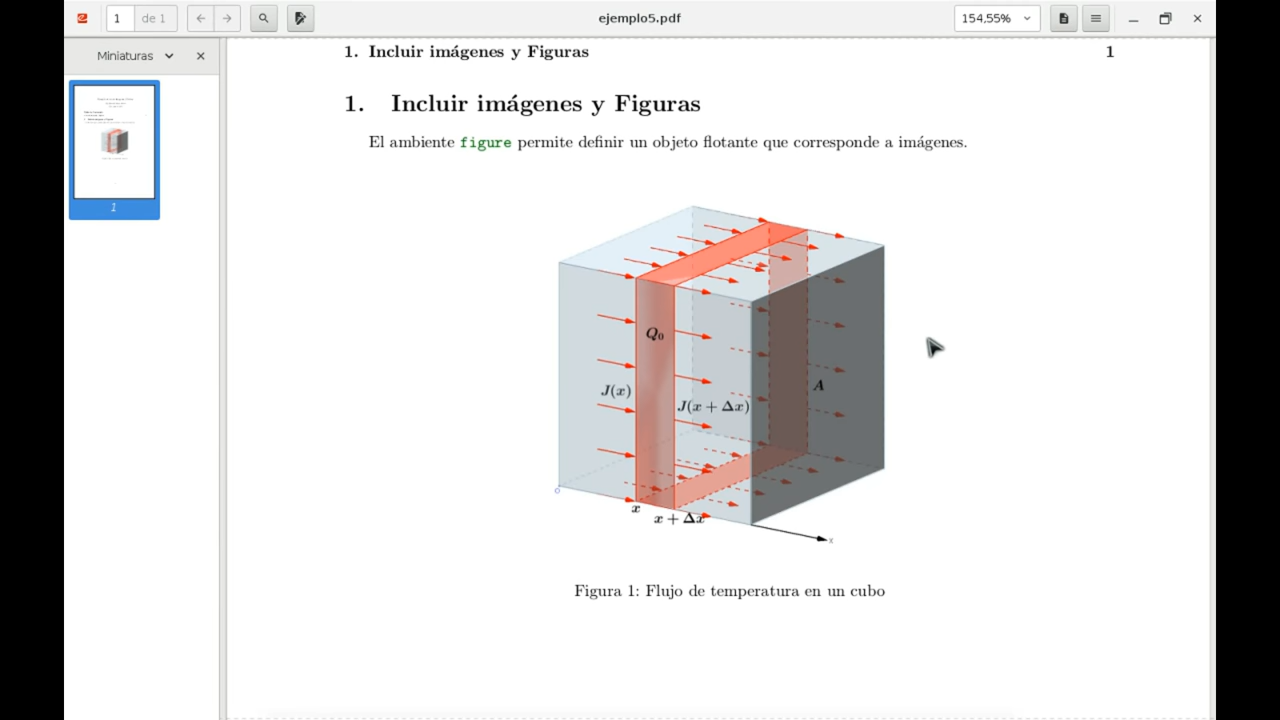 1 de 1
ejemplo5.pdf
154,55%
Miniaturas
1
1. Incluir imágenes y Figuras 1
1. Incluir imágenes y Figuras
El ambiente figure permite definir un objeto flotante que corresponde a imágenes.
Q₀
J(x)
A
J(x + Δx)
O
x
x + Δx
x
Figura 1: Flujo de temperatura en un cubo